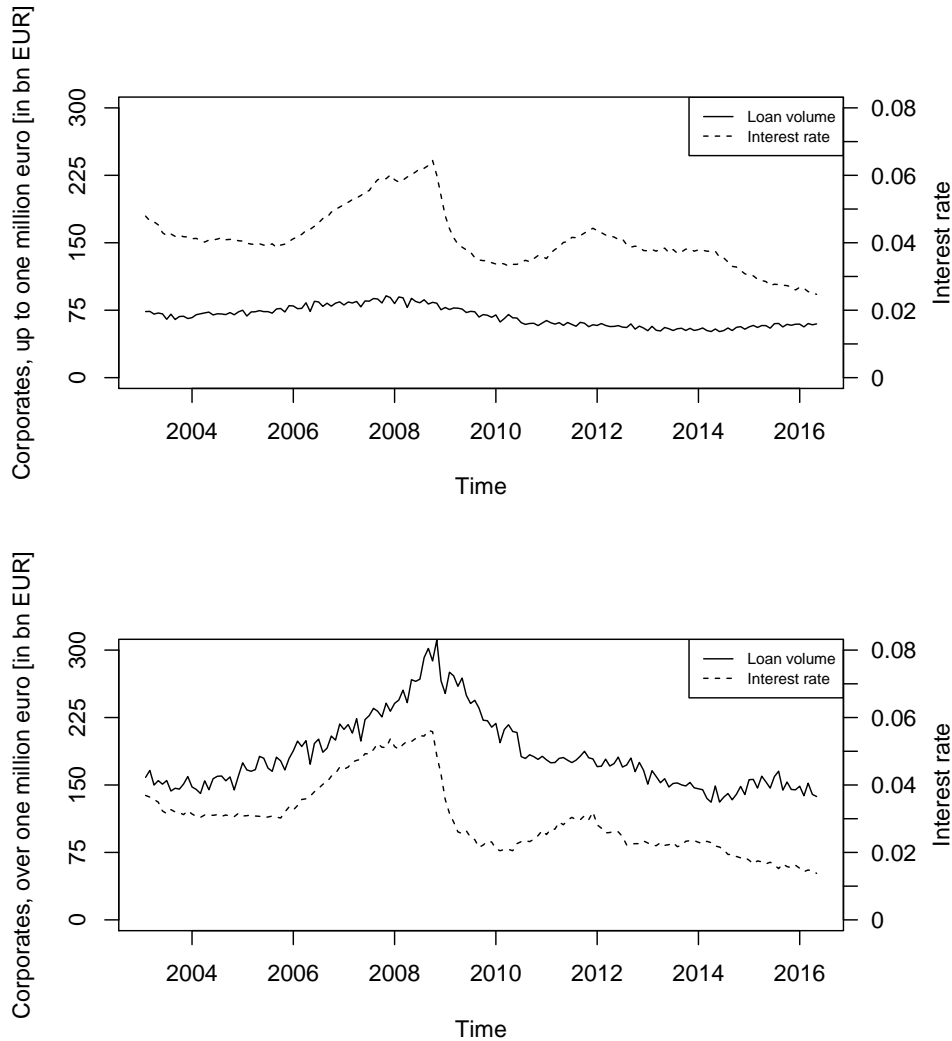 Corporates, up to one million euro [in bn EUR]
300
225
150
75
0
Loan volume
Interest rate
0.08
0.06
0.04
0.02
0
Interest rate
2004 2006 2008 2010 2012 2014 2016
Time
Corporates, over one million euro [in bn EUR]
300
225
150
75
0
Loan volume
Interest rate
0.08
0.06
0.04
0.02
0
Interest rate
2004 2006 2008 2010 2012 2014 2016
Time